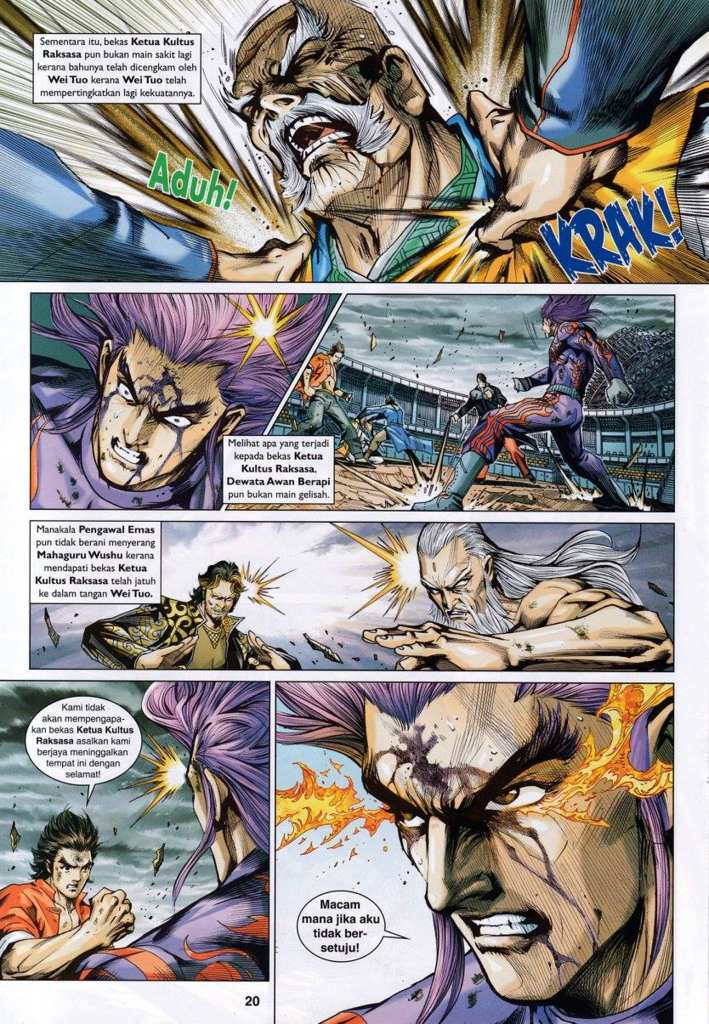 Sementara itu, bekas Ketua Kultus
Raksasa pun bukan main sakit lagi
kerana bahunya telah dicengkam oleh
Wei Tuo kerana Wei Tuo telah
mempertingkatkan lagi kekuatannya.
Aduh!
KRAK!
Melihat apa yang terjadi
kepada bekas Ketua
Kultus Raksasa,
Dewata Awan Berapi
pun bukan main gelisah.
Manakala Pengawal Emas
pun tidak berani menyerang
Mahaguru Wushu kerana
mendapati bekas Ketua
Kultus Raksasa telah jatuh
ke dalam tangan Wei Tuo.
Kami tidak
akan mempengapa-
kan bekas Ketua Kultus
Raksasa asalkan kami
berjaya meninggalkan
tempat ini dengan
selamat!
Macam
mana jika aku
tidak ber-
setuju!
20